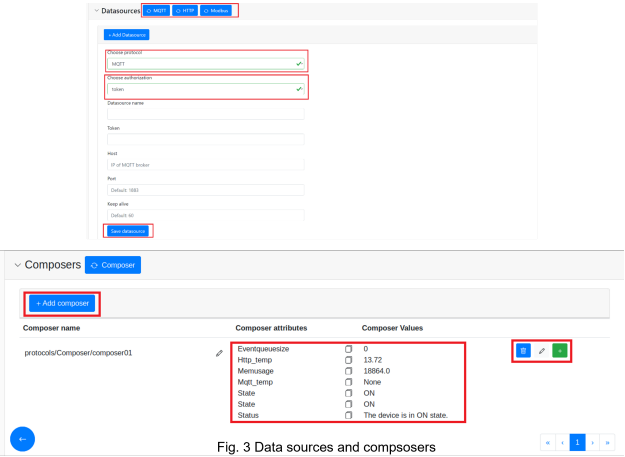 Datasources MQTT HTTP Modbus
+ Add Datasource
Choose protocol
MQTT
Choose authorization
token
Datasource name
Token
Host
IP of MQTT broker
Port
Default: 1883
Keep alive
Default: 60
Save datasource
Composers Composer
+ Add composer
Composer name Composer attributes Composer Values
protocols/Composer/composer01
Eventqueuesize 0
Http_temp 13.72
Memusage 18864.0
Mqtt_temp None
State ON
State ON
Status The device is in ON state.
« ‹ 1 › »
Fig. 3 Data sources and compsosers